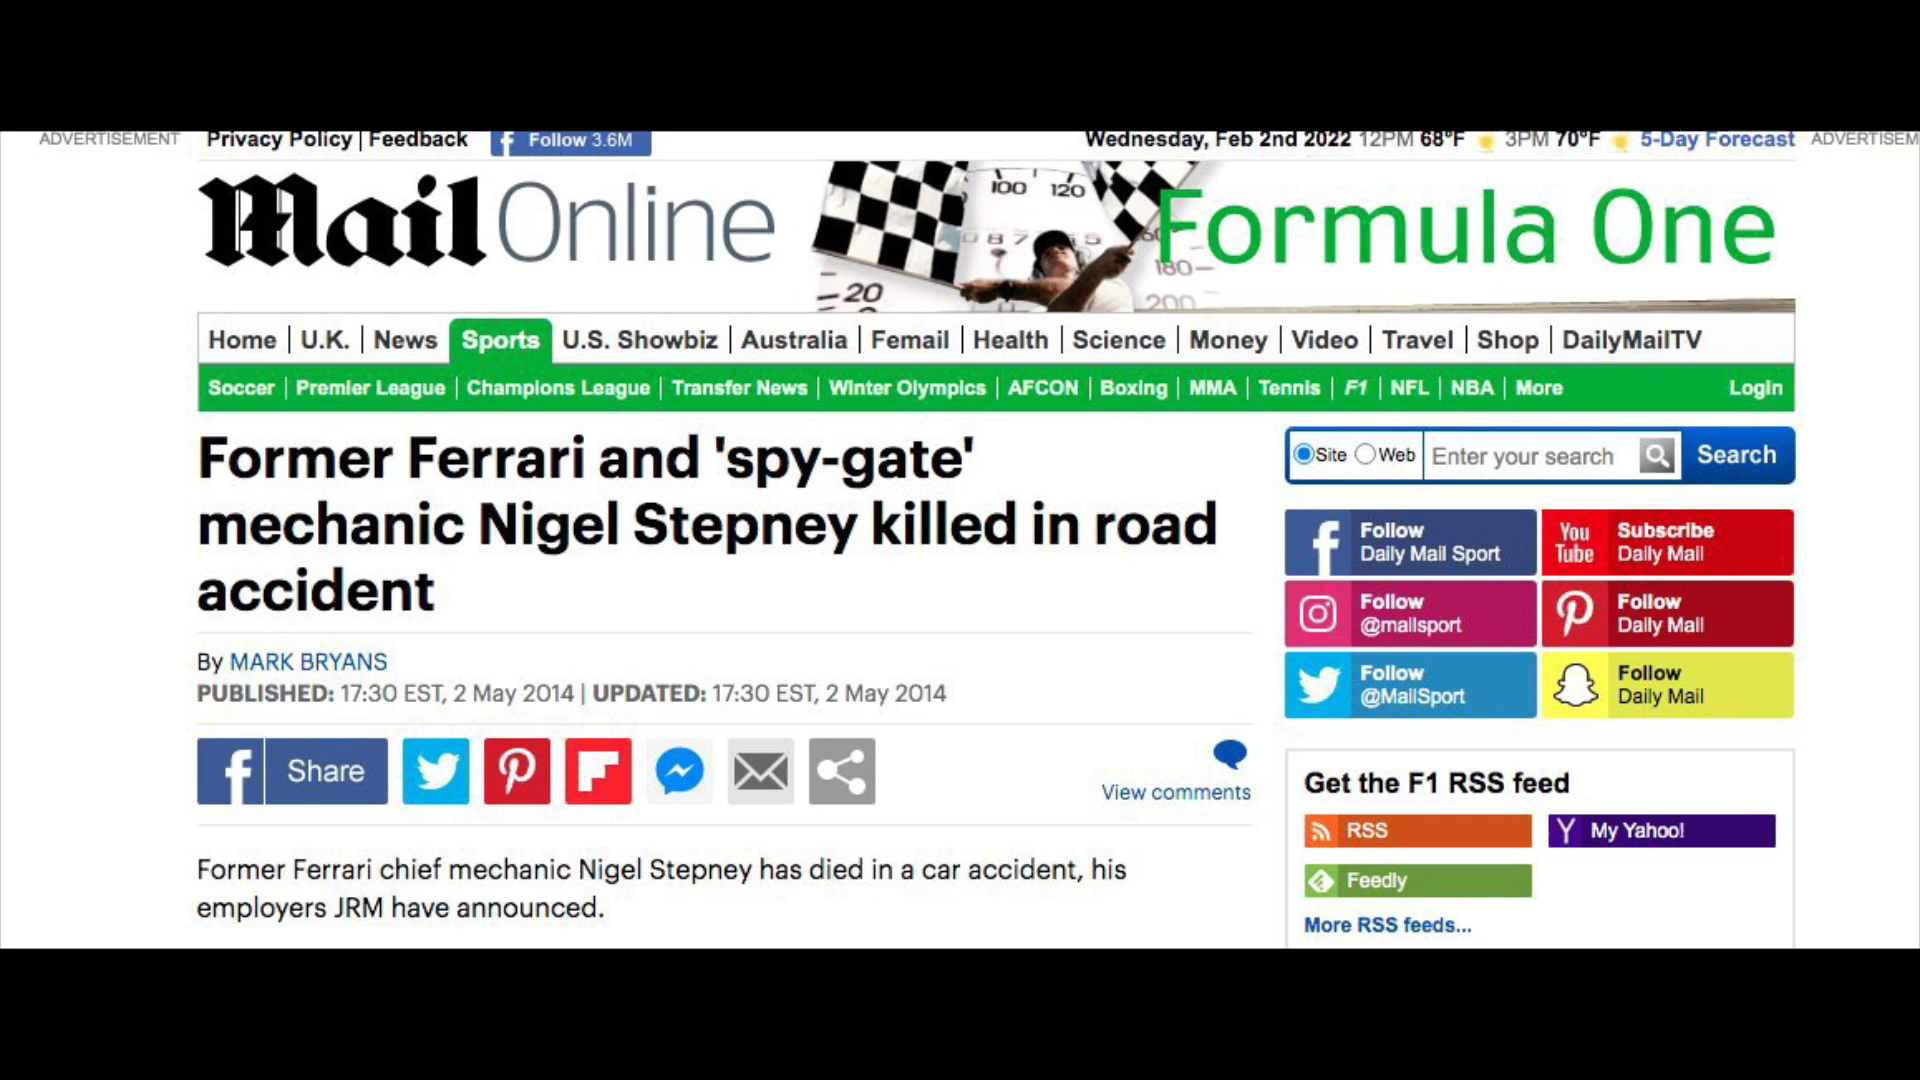 ADVERTISEMENT Privacy Policy | Feedback Follow 3.6M Wednesday, Feb 2nd 2022 12PM 68°F 3PM 70°F 5-Day Forecast ADVERTISEM
Mail Online
Formula One
100 120
180
20
200
Home | U.K. | News Sports U.S. Showbiz | Australia | Femail | Health | Science | Money | Video | Travel | Shop | DailyMailTV
Soccer | Premier League | Champions League | Transfer News | Winter Olympics | AFCON | Boxing | MMA | Tennis | F1 | NFL | NBA | More Login
Former Ferrari and 'spy-gate'
mechanic Nigel Stepney killed in road
accident
By MARK BRYANS
PUBLISHED: 17:30 EST, 2 May 2014 | UPDATED: 17:30 EST, 2 May 2014
Share
View comments
Former Ferrari chief mechanic Nigel Stepney has died in a car accident, his
employers JRM have announced.
Site Web Enter your search Search
Follow
Daily Mail Sport
You
Tube
Subscribe
Daily Mail
Follow
@mailsport
Follow
Daily Mail
Follow
@MailSport
Follow
Daily Mail
Get the F1 RSS feed
RSS
My Yahoo!
Feedly
More RSS feeds...